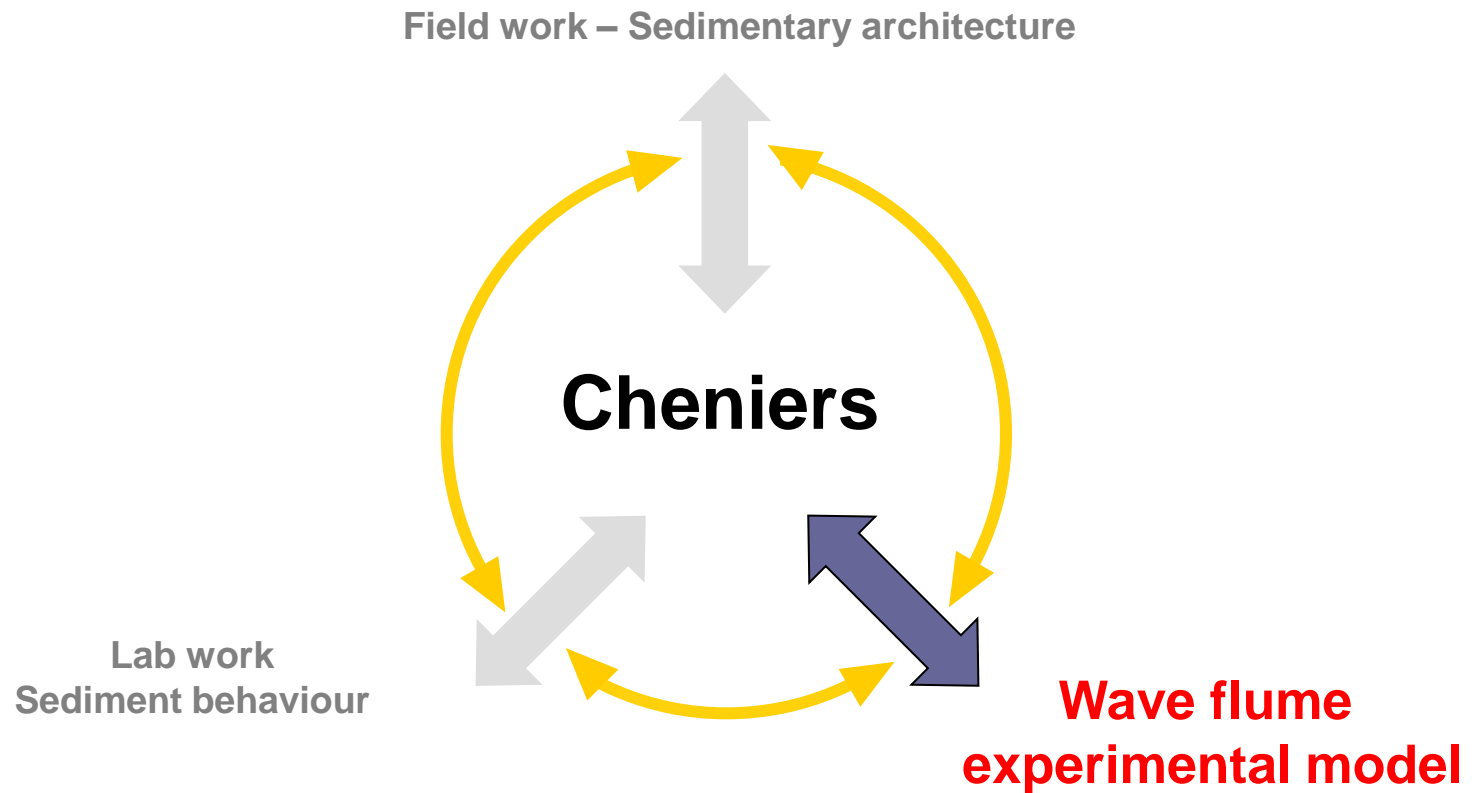 Field work – Sedimentary architecture
Cheniers
Lab work
Sediment behaviour
Wave flume
experimental model